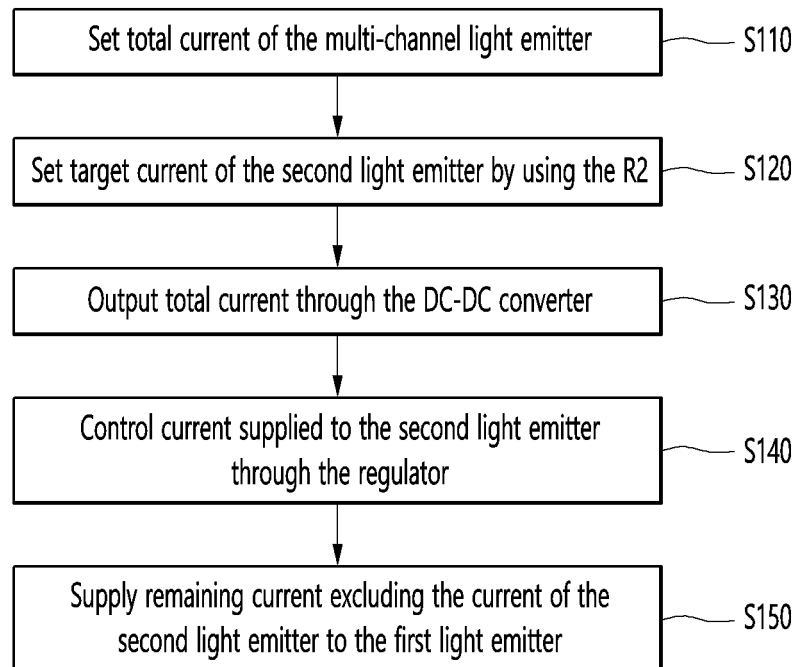 Set total current of the multi-channel light emitter
S110
Set target current of the second light emitter by using the R2
S120
Output total current through the DC-DC converter
S130
Control current supplied to the second light emitter
through the regulator
S140
Supply remaining current excluding the current of the
second light emitter to the first light emitter
S150